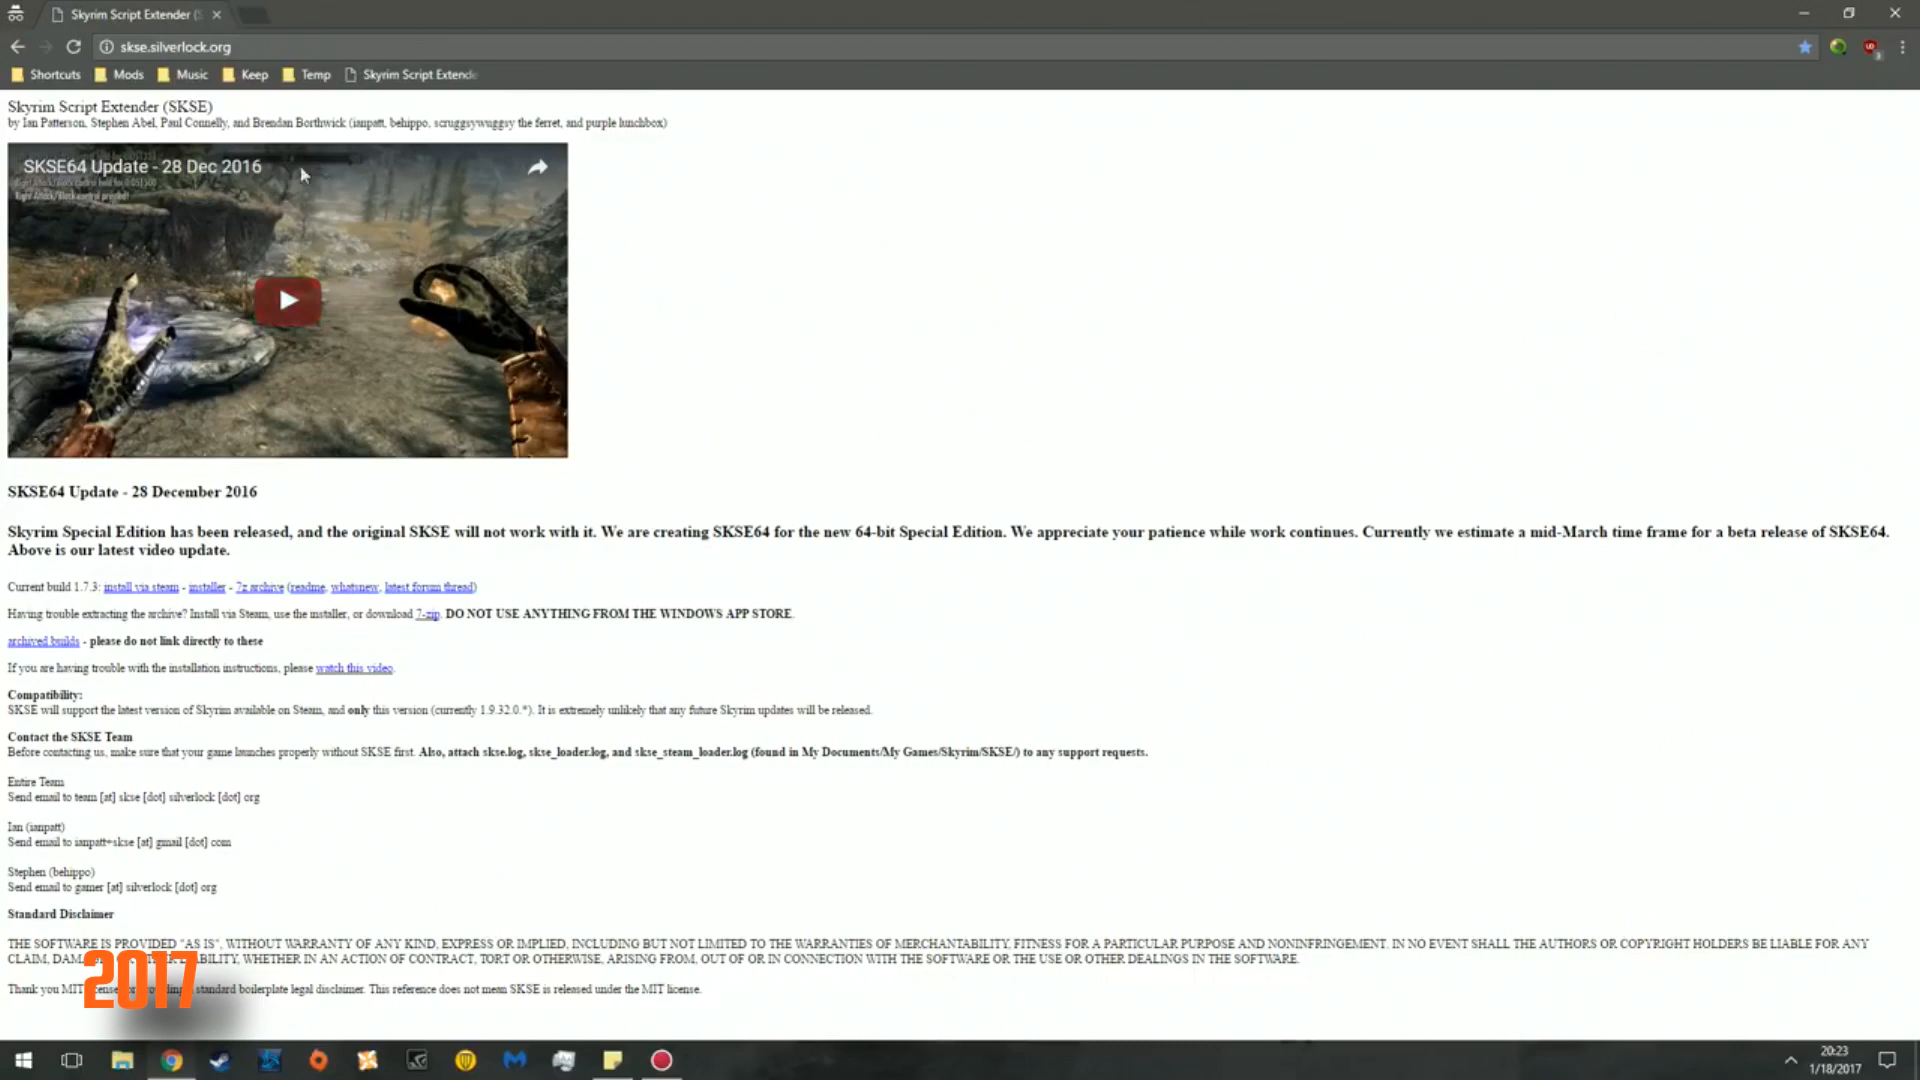 Skyrim Script Extender (
skse.silverlock.org
Shortcuts Mods Music Keep Temp Skyrim Script Extende
Skyrim Script Extender (SKSE)
by Ian Patterson, Stephen Abel, Paul Connelly, and Brendan Borthwick (ianpatt, behippo, scruggsywuggsy the ferret, and purple lunchbox)
SKSE64 Update - 28 Dec 2016
Right Attack/Block control pressed!
SKSE64 Update - 28 December 2016
Skyrim Special Edition has been released, and the original SKSE will not work with it. We are creating SKSE64 for the new 64-bit Special Edition. We appreciate your patience while work continues. Currently we estimate a mid-March time frame for a beta release of SKSE64.
Above is our latest video update.
Current build 1.7.3: install via steam - installer - 7z archive (readme, whatsnew, latest forum thread)
Having trouble extracting the archive? Install via Steam, use the installer, or download 7-zip. DO NOT USE ANYTHING FROM THE WINDOWS APP STORE.
archived builds - please do not link directly to these
If you are having trouble with the installation instructions, please watch this video.
Compatibility:
SKSE will support the latest version of Skyrim available on Steam, and only this version (currently 1.9.32.0.*). It is extremely unlikely that any future Skyrim updates will be released.
Contact the SKSE Team
Before contacting us, make sure that your game launches properly without SKSE first. Also, attach skse.log, skse_loader.log, and skse_steam_loader.log (found in My Documents/My Games/Skyrim/SKSE/) to any support requests.
Entire Team
Send email to team [at] skse [dot] silverlock [dot] org
Ian (ianpatt)
Send email to ianpatt+skse [at] gmail [dot] com
Stephen (behippo)
Send email to gamer [at] silverlock [dot] org
Standard Disclaimer
THE SOFTWARE IS PROVIDED "AS IS", WITHOUT WARRANTY OF ANY KIND, EXPRESS OR IMPLIED, INCLUDING BUT NOT LIMITED TO THE WARRANTIES OF MERCHANTABILITY, FITNESS FOR A PARTICULAR PURPOSE AND NONINFRINGEMENT. IN NO EVENT SHALL THE AUTHORS OR COPYRIGHT HOLDERS BE LIABLE FOR ANY
CLAIM, WHETHER IN AN ACTION OF CONTRACT, TORT OR OTHERWISE, ARISING FROM, OUT OF OR IN CONNECTION WITH THE SOFTWARE OR THE USE OR OTHER DEALINGS IN THE SOFTWARE.
2017
Thank you MIT standard boilerplate legal disclaimer. This reference does not mean SKSE is released under the MIT license.
20:23
1/18/2017